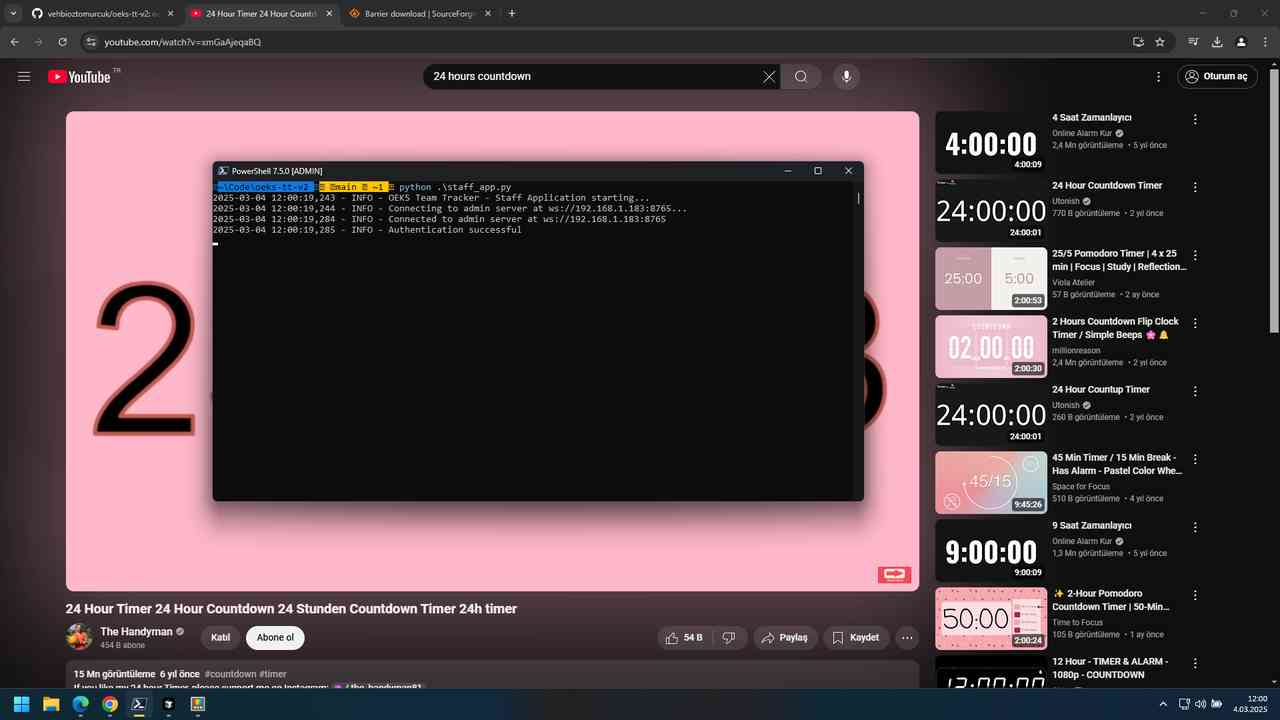 vehbioztomurcuk/oeks-tt-v2:
24 Hour Timer 24 Hour Countd
Barrier download | SourceForg
youtube.com/watch?v=xmGaAjeqaBQ
YouTube TR
24 hours countdown
Oturum aç
PowerShell 7.5.0 [ADMIN]
~\Code\oeks-tt-v2 main ~1 python .\staff_app.py
2025-03-04 12:00:19,243 - INFO - OEKS Team Tracker - Staff Application starting...
2025-03-04 12:00:19,244 - INFO - Connecting to admin server at ws://192.168.1.183:8765...
2025-03-04 12:00:19,284 - INFO - Connected to admin server at ws://192.168.1.183:8765
2025-03-04 12:00:19,285 - INFO - Authentication successful
2
24 Hour Timer 24 Hour Countdown 24 Stunden Countdown Timer 24h timer
The Handyman
454 B abone
Katıl
Abone ol
54 B
Paylaş
Kaydet
15 Mn görüntüleme 6 yıl önce #countdown #timer
If you like my 24 hour Timer, please support me on Instagram: / the_handyman81
4:00:00
4:00:09
4 Saat Zamanlayıcı
Online Alarm Kur
2,4 Mn görüntüleme • 5 yıl önce
24:00:00
24:00:01
24 Hour Countdown Timer
Utonish
770 B görüntüleme • 2 yıl önce
25:00
5:00
2:00:53
25/5 Pomodoro Timer | 4 x 25
min | Focus | Study | Reflection...
Viola Atelier
57 B görüntüleme • 2 ay önce
COUNTDOWN
02:00:00
2:00:30
2 Hours Countdown Flip Clock
Timer / Simple Beeps 🌸 🔔
millionreason
2,4 Mn görüntüleme • 2 yıl önce
24:00:00
24:00:01
24 Hour Countup Timer
Utonish
260 B görüntüleme • 2 yıl önce
45/15
9:45:26
45 Min Timer / 15 Min Break -
Has Alarm - Pastel Color Whe...
Space for Focus
510 B görüntüleme • 4 yıl önce
9:00:00
9:00:09
9 Saat Zamanlayıcı
Online Alarm Kur
1,3 Mn görüntüleme • 5 yıl önce
50:00
2:00:24
✨ 2-Hour Pomodoro
Countdown Timer | 50-Min...
Time to Focus
105 B görüntüleme • 1 ay önce
12:00:00
12 Hour - TIMER & ALARM -
1080p - COUNTDOWN
12:00
4.03.2025